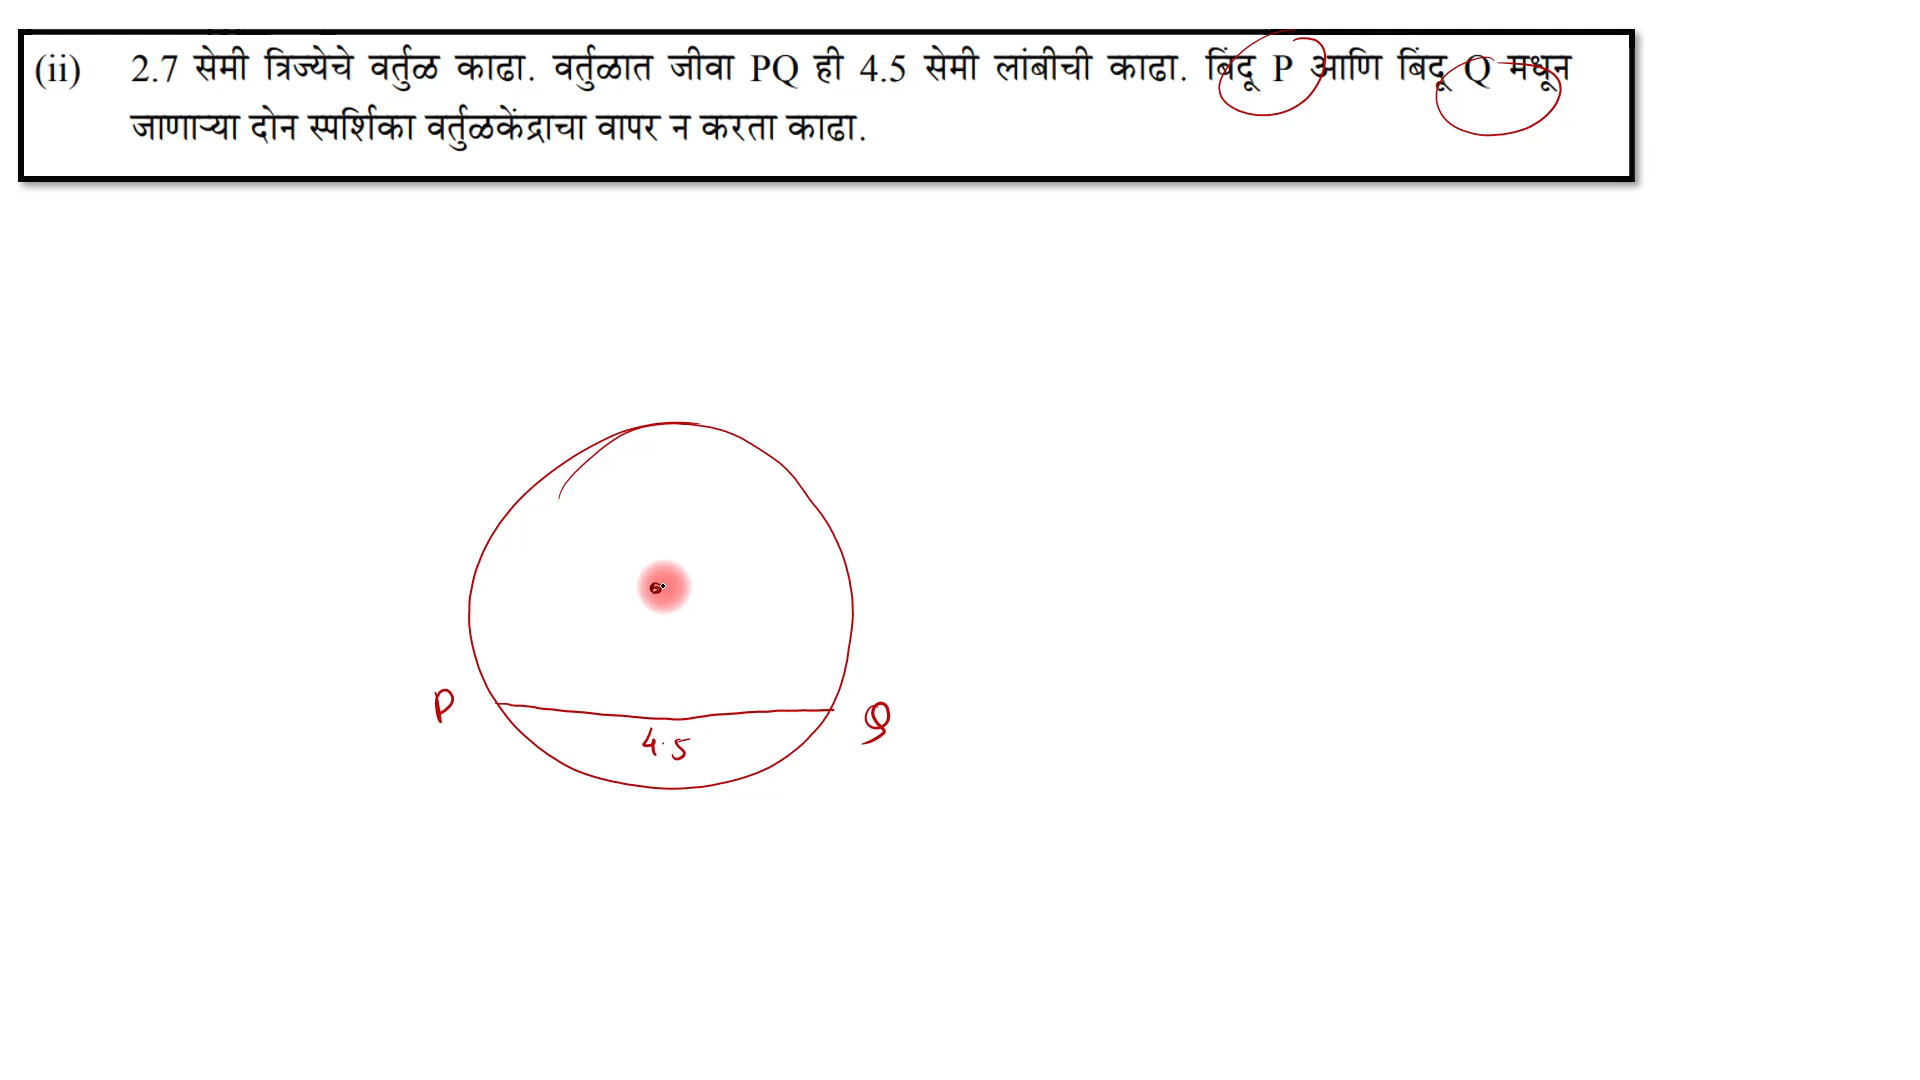 (ii) 2.7 सेमी त्रिज्येचे वर्तुळ काढा. वर्तुळात जीवा PQ ही 4.5 सेमी लांबीची काढा. बिंदू P आणि बिंदू Q मधून
जाणाऱ्या दोन स्पर्शिका वर्तुळकेंद्राचा वापर न करता काढा.
P
Q
4.5